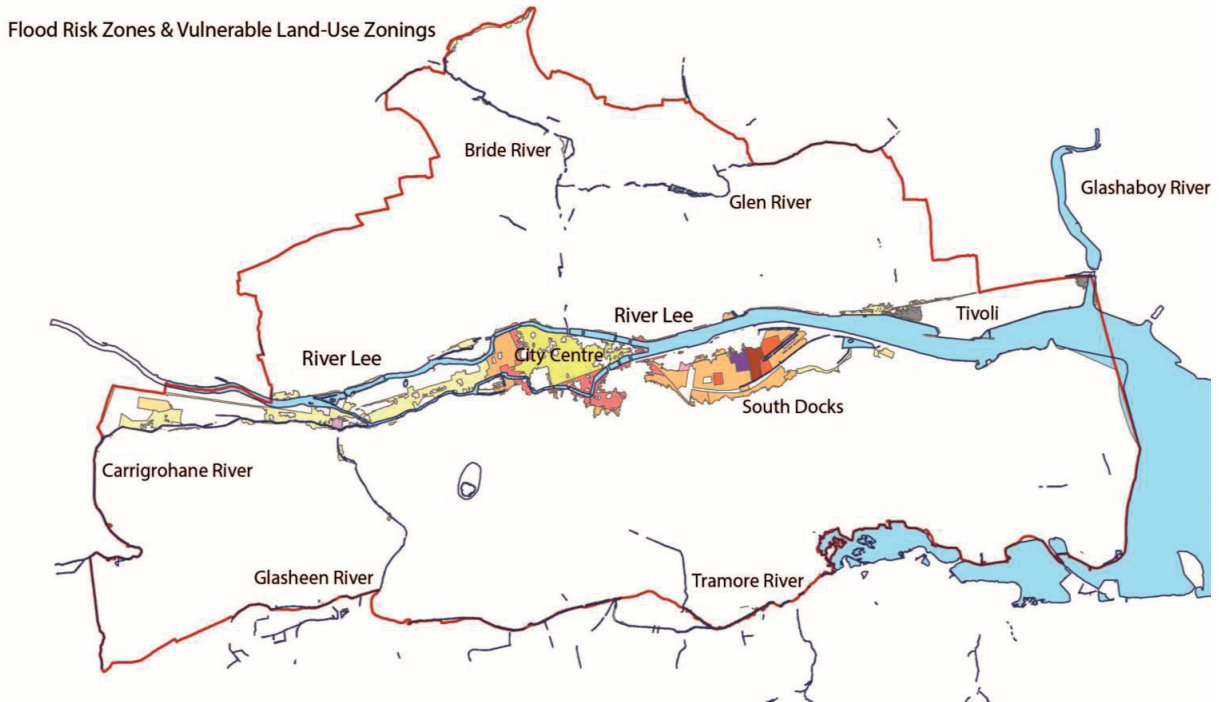 Flood Risk Zones & Vulnerable Land-Use Zonings
Bride River
Glen River
Glashaboy River
River Lee
Tivoli
River Lee
City Centre
South Docks
Carrigrohane River
Glasheen River
Tramore River